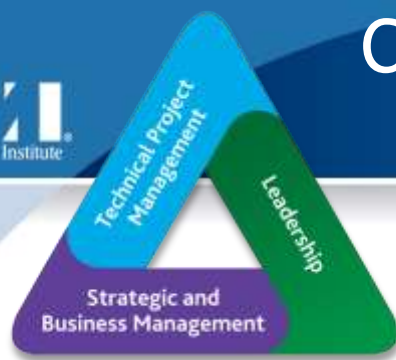 C
Institute
Technical Project
Management
Leadership
Strategic and
Business Management